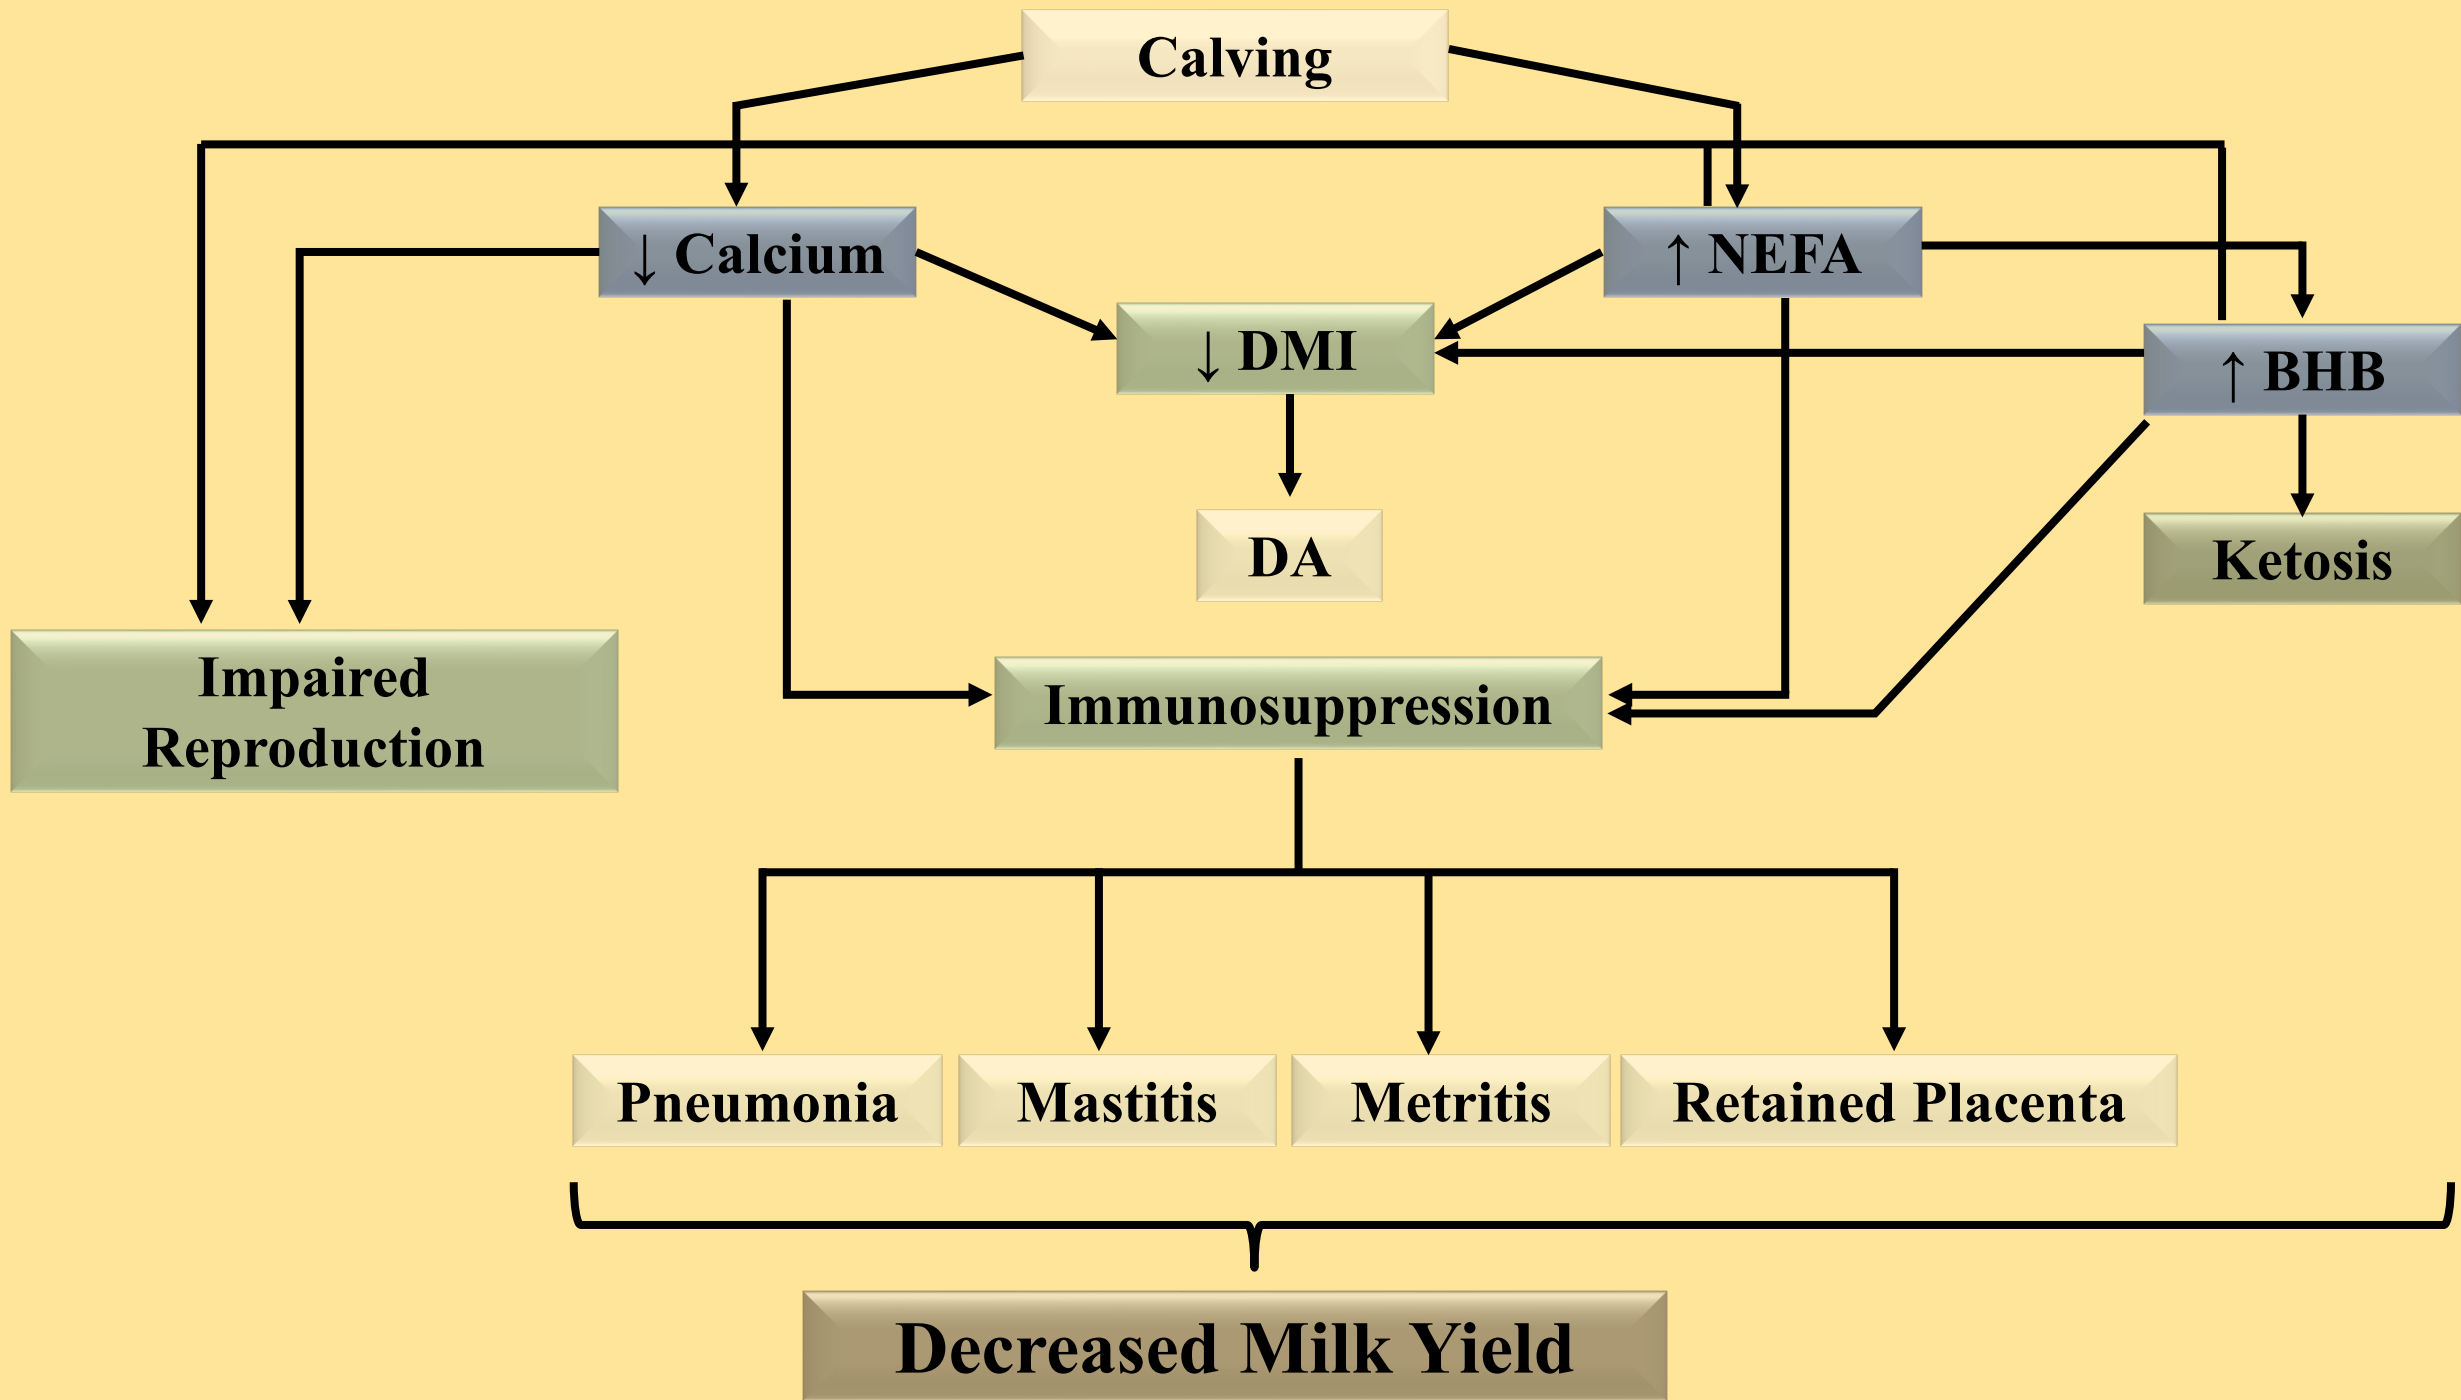 Calving
↓ Calcium
↑ NEFA
↓ DMI
↑ BHB
DA
Ketosis
Impaired
Reproduction
Immunosuppression
Pneumonia
Mastitis
Metritis
Retained Placenta
Decreased Milk Yield